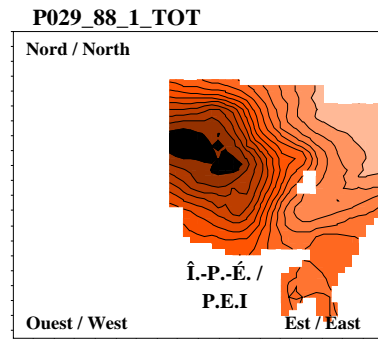 P029_88_1_TOT
Nord / North
Î.-P.-É. /
P.E.I
Ouest / West
Est / East